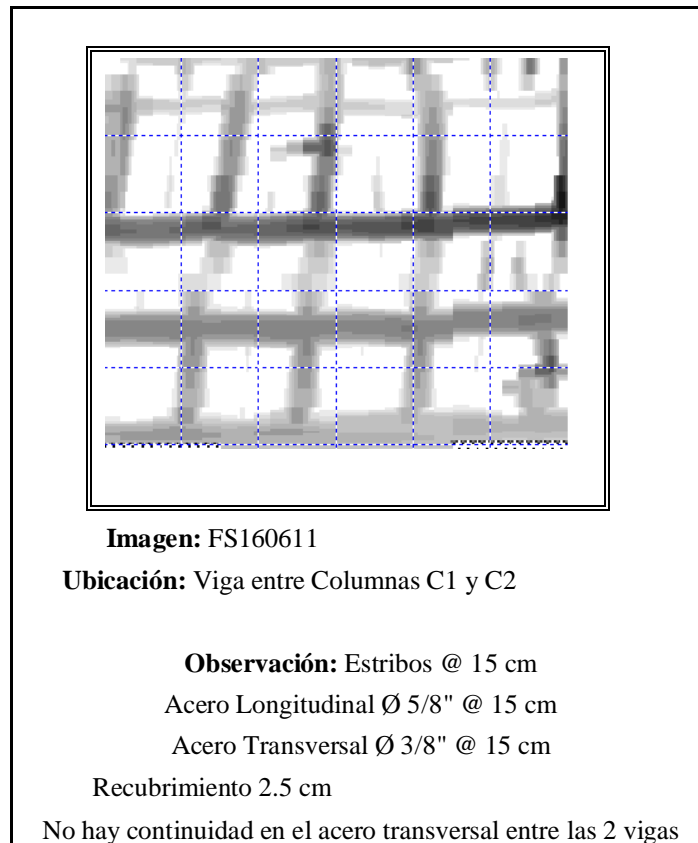 Imagen: FS160611
Ubicación: Viga entre Columnas C1 y C2
Observación: Estribos @ 15 cm
Acero Longitudinal Ø 5/8" @ 15 cm
Acero Transversal Ø 3/8" @ 15 cm
Recubrimiento 2.5 cm
No hay continuidad en el acero transversal entre las 2 vigas